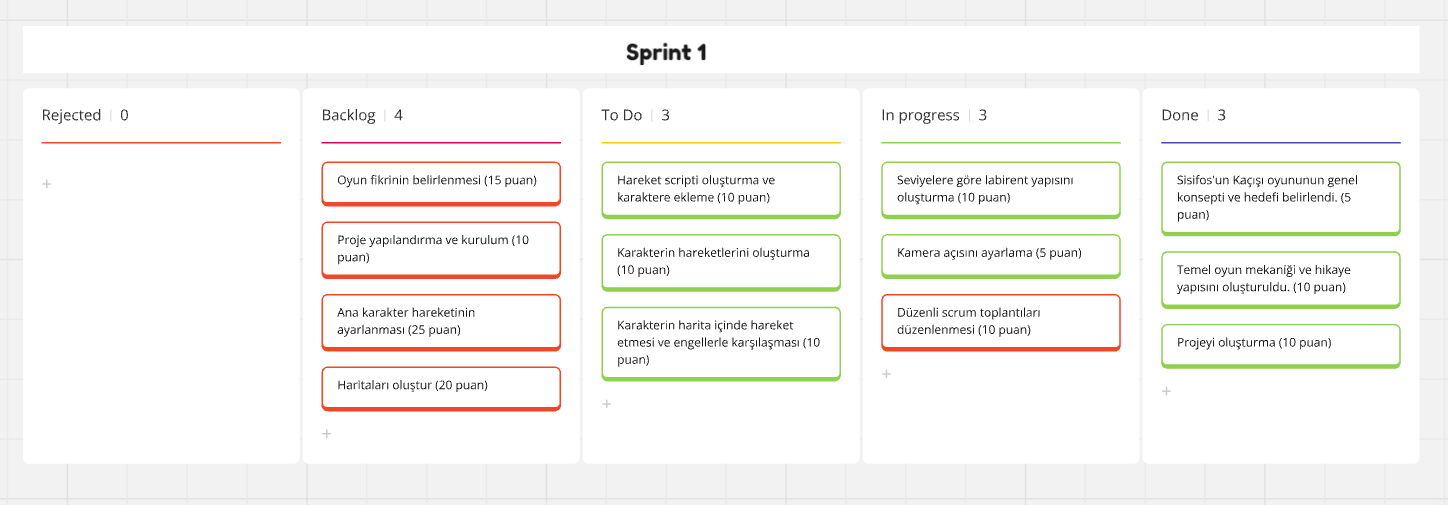 Sprint 1
Rejected | 0
+
Backlog | 4
Oyun fikrinin belirlenmesi (15 puan)
Proje yapılandırma ve kurulum (10
puan)
Ana karakter hareketinin
ayarlanması (25 puan)
Haritaları oluştur (20 puan)
+
To Do | 3
Hareket scripti oluşturma ve
karaktere ekleme (10 puan)
Karakterin hareketlerini oluşturma
(10 puan)
Karakterin harita içinde hareket
etmesi ve engellerle karşılaşması (10
puan)
+
In progress | 3
Seviyelere göre labirent yapısını
oluşturma (10 puan)
Kamera açısını ayarlama (5 puan)
Düzenli scrum toplantıları
düzenlenmesi (10 puan)
+
Done | 3
Sisifos'un Kaçışı oyununun genel
konsepti ve hedefi belirlendi. (5
puan)
Temel oyun mekaniği ve hikaye
yapısını oluşturuldu. (10 puan)
Projeyi oluşturma (10 puan)
+